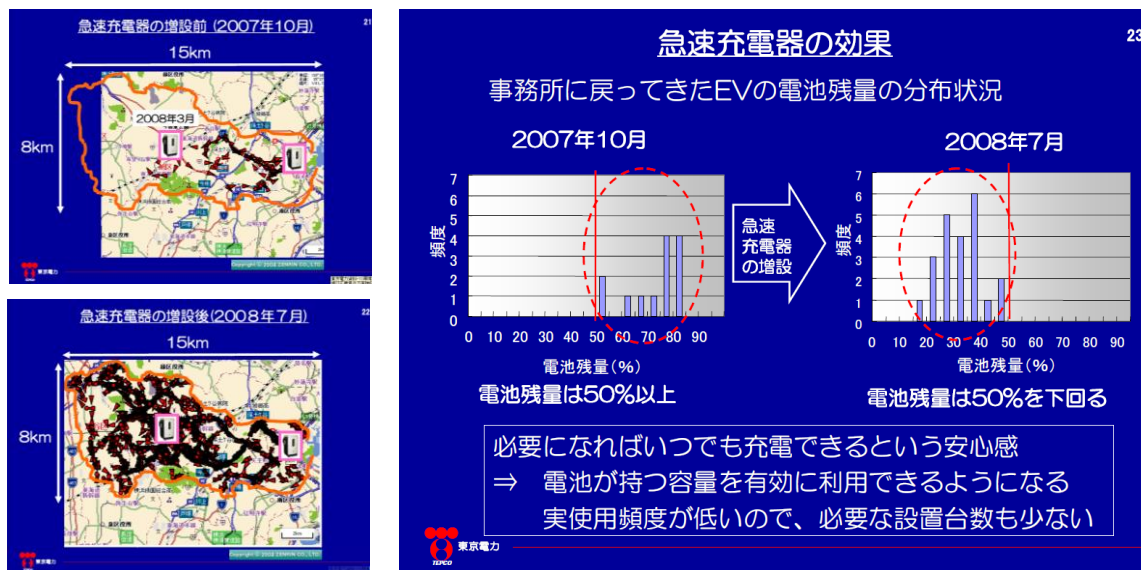 急速充電器の増設前(2007年10月)
21
15km
8km
2008年3月
東京電力
TEPCO
Copyright © 2002 ZENRIN CO., LTD.
急速充電器の増設後(2008年7月)
22
15km
8km
東京電力
TEPCO
急速充電器の効果
23
事務所に戻ってきたEVの電池残量の分布状況
2007年10月
頻度
7
6
5
4
3
2
1
0
0 10 20 30 40 50 60 70 80 90
電池残量(%)
電池残量は50%以上
急速
充電器
の増設
2008年7月
頻度
7
6
5
4
3
2
1
0
0 10 20 30 40 50 60 70 80 90
電池残量(%)
電池残量は50%を下回る
必要になればいつでも充電できるという安心感
⇒ 電池が持つ容量を有効に利用できるようになる
実使用頻度が低いので、必要な設置台数も少ない
東京電力
TEPCO